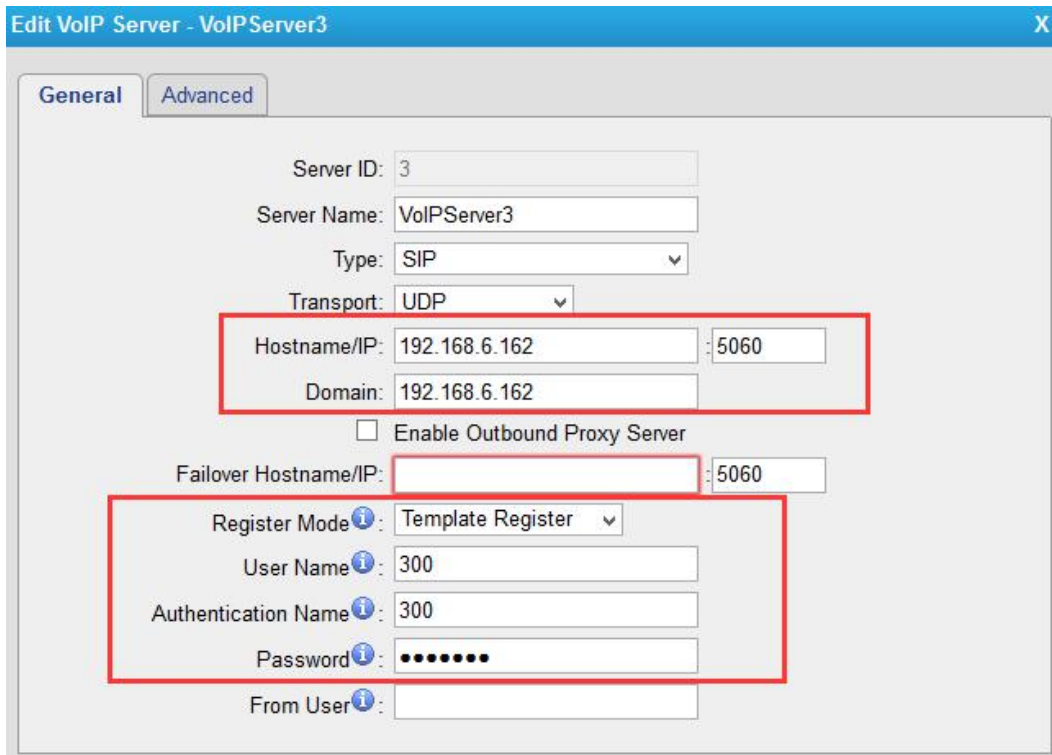 Edit VoIP Server - VoIPServer3 X
General Advanced
Server ID: 3
Server Name: VoIPServer3
Type: SIP
Transport: UDP
Hostname/IP: 192.168.6.162 :5060
Domain: 192.168.6.162
Enable Outbound Proxy Server
Failover Hostname/IP: :5060
Register Mode i : Template Register
User Name i : 300
Authentication Name i : 300
Password i : •••••••
From User i :